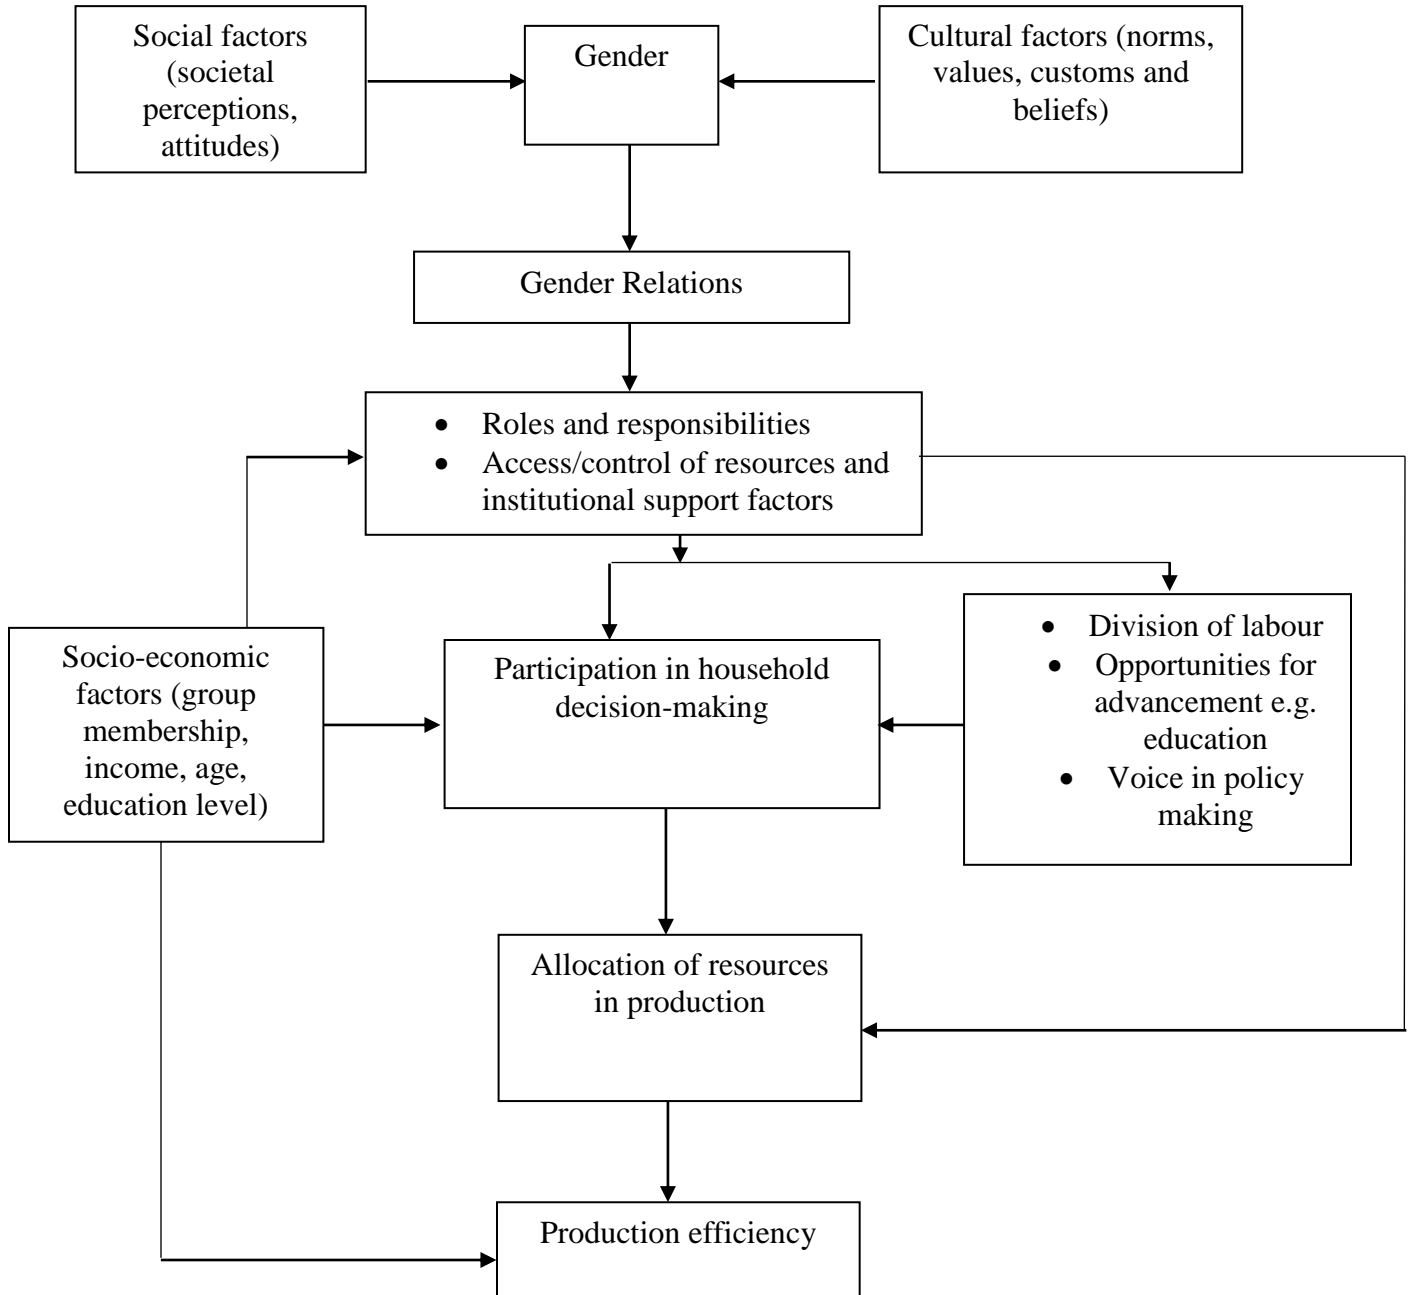 Social factors
(societal
perceptions,
attitudes)
Gender
Cultural factors (norms,
values, customs and
beliefs)
Gender Relations
• Roles and responsibilities
• Access/control of resources and
institutional support factors
Socio-economic
factors (group
membership,
income, age,
education level)
Participation in household
decision-making
• Division of labour
• Opportunities for
advancement e.g.
education
• Voice in policy
making
Allocation of resources
in production
Production efficiency